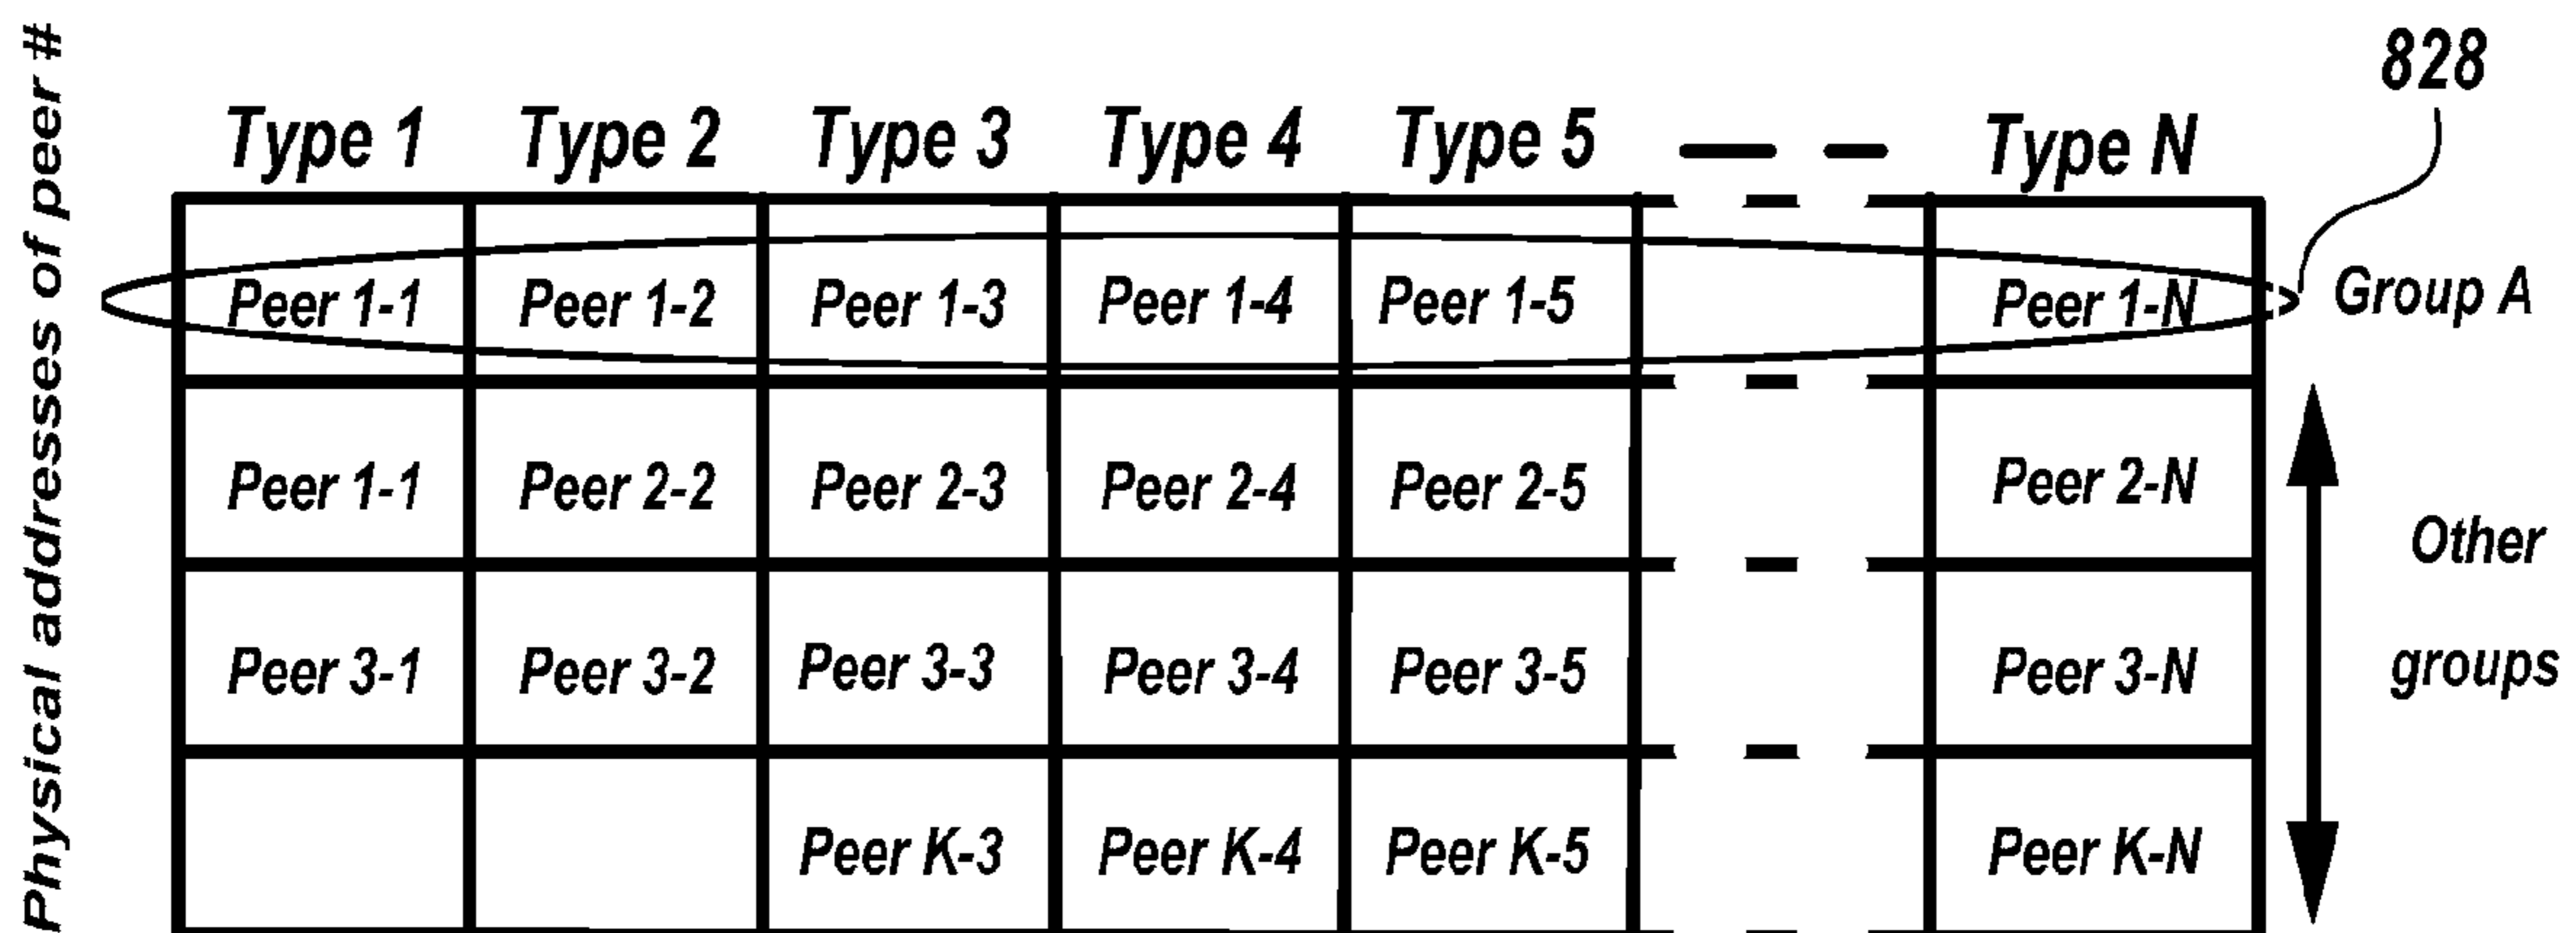 Physical addresses of peer #
828
Type 1 Type 2 Type 3 Type 4 Type 5 Type N
Peer 1-1 Peer 1-2 Peer 1-3 Peer 1-4 Peer 1-5 Peer 1-N Group A
Peer 1-1 Peer 2-2 Peer 2-3 Peer 2-4 Peer 2-5 Peer 2-N
Other
Peer 3-1 Peer 3-2 Peer 3-3 Peer 3-4 Peer 3-5 Peer 3-N groups
Peer K-3 Peer K-4 Peer K-5 Peer K-N